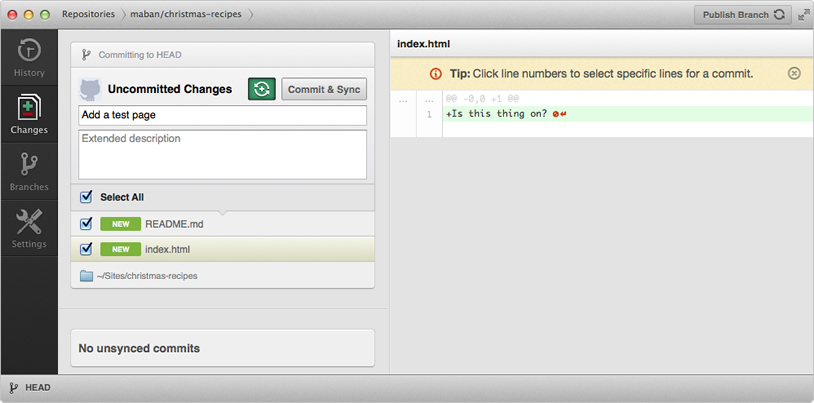 Repositories maban/christmas-recipes
Publish Branch
History
Changes
Branches
Settings
Committing to HEAD
Uncommitted Changes
Commit & Sync
Add a test page
Extended description
Select All
NEW README.md
NEW index.html
~/Sites/christmas-recipes
No unsynced commits
index.html
Tip: Click line numbers to select specific lines for a commit.
... ... @@ -0,0 +1 @@
1 +Is this thing on?
HEAD